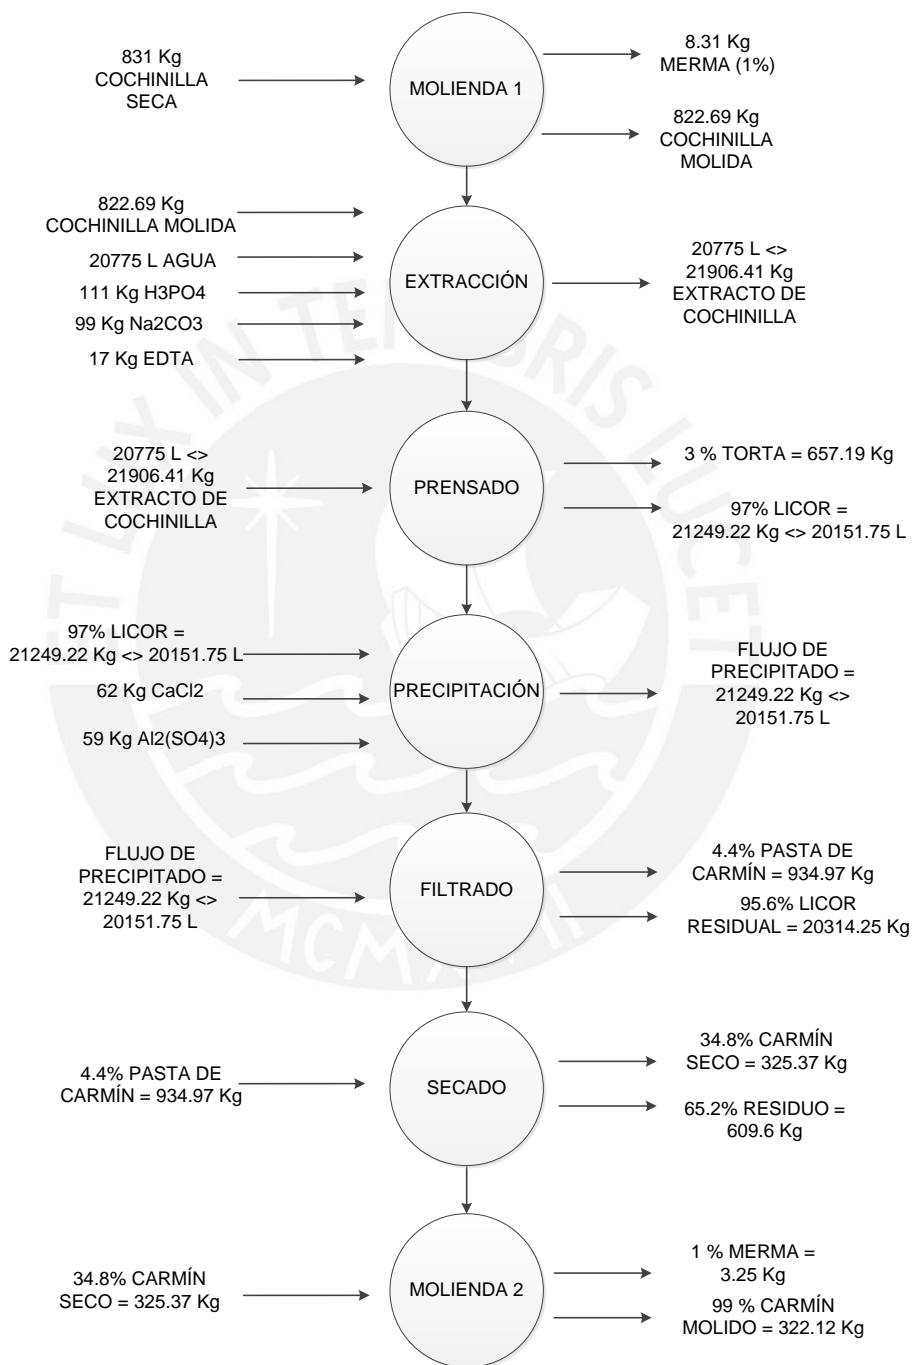 831 Kg
COCHINILLA
SECA
MOLIENDA 1
8.31 Kg
MERMA (1%)
822.69 Kg
COCHINILLA
MOLIDA
822.69 Kg
COCHINILLA MOLIDA
20775 L AGUA
111 Kg H3PO4
99 Kg Na2CO3
17 Kg EDTA
EXTRACCIÓN
20775 L <>
21906.41 Kg
EXTRACTO DE
COCHINILLA
20775 L <>
21906.41 Kg
EXTRACTO DE
COCHINILLA
PRENSADO
3 % TORTA = 657.19 Kg
97% LICOR =
21249.22 Kg <> 20151.75 L
97% LICOR =
21249.22 Kg <> 20151.75 L
62 Kg CaCl2
59 Kg Al2(SO4)3
PRECIPITACIÓN
FLUJO DE
PRECIPITADO =
21249.22 Kg <>
20151.75 L
FLUJO DE
PRECIPITADO =
21249.22 Kg <>
20151.75 L
FILTRADO
4.4% PASTA DE
CARMÍN = 934.97 Kg
95.6% LICOR
RESIDUAL = 20314.25 Kg
4.4% PASTA DE
CARMÍN = 934.97 Kg
SECADO
34.8% CARMÍN
SECO = 325.37 Kg
65.2% RESIDUO =
609.6 Kg
34.8% CARMÍN
SECO = 325.37 Kg
MOLIENDA 2
1 % MERMA =
3.25 Kg
99 % CARMÍN
MOLIDO = 322.12 Kg